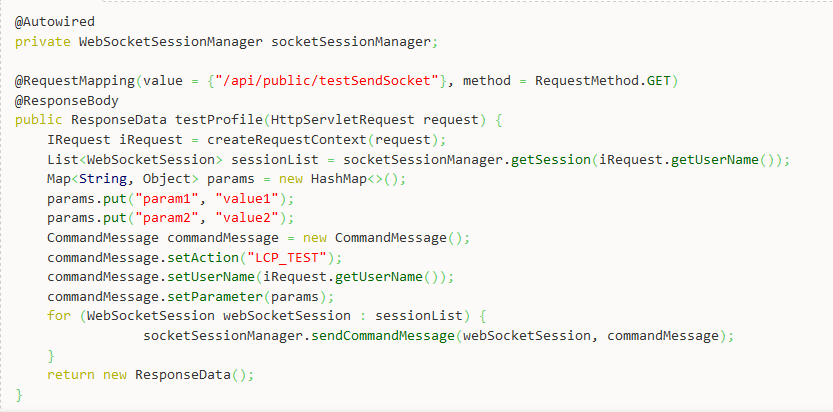 @Autowired
private WebSocketSessionManager socketSessionManager;

@RequestMapping(value = {"/api/public/testSendSocket"}, method = RequestMethod.GET)
@ResponseBody
public ResponseData testProfile(HttpServletRequest request) {
    IRequest iRequest = createRequestContext(request);
    List<WebSocketSession> sessionList = socketSessionManager.getSession(iRequest.getUserName());
    Map<String, Object> params = new HashMap<>();
    params.put("param1", "value1");
    params.put("param2", "value2");
    CommandMessage commandMessage = new CommandMessage();
    commandMessage.setAction("LCP_TEST");
    commandMessage.setUserName(iRequest.getUserName());
    commandMessage.setParameter(params);
    for (WebSocketSession webSocketSession : sessionList) {
                socketSessionManager.sendCommandMessage(webSocketSession, commandMessage);
    }
    return new ResponseData();
}